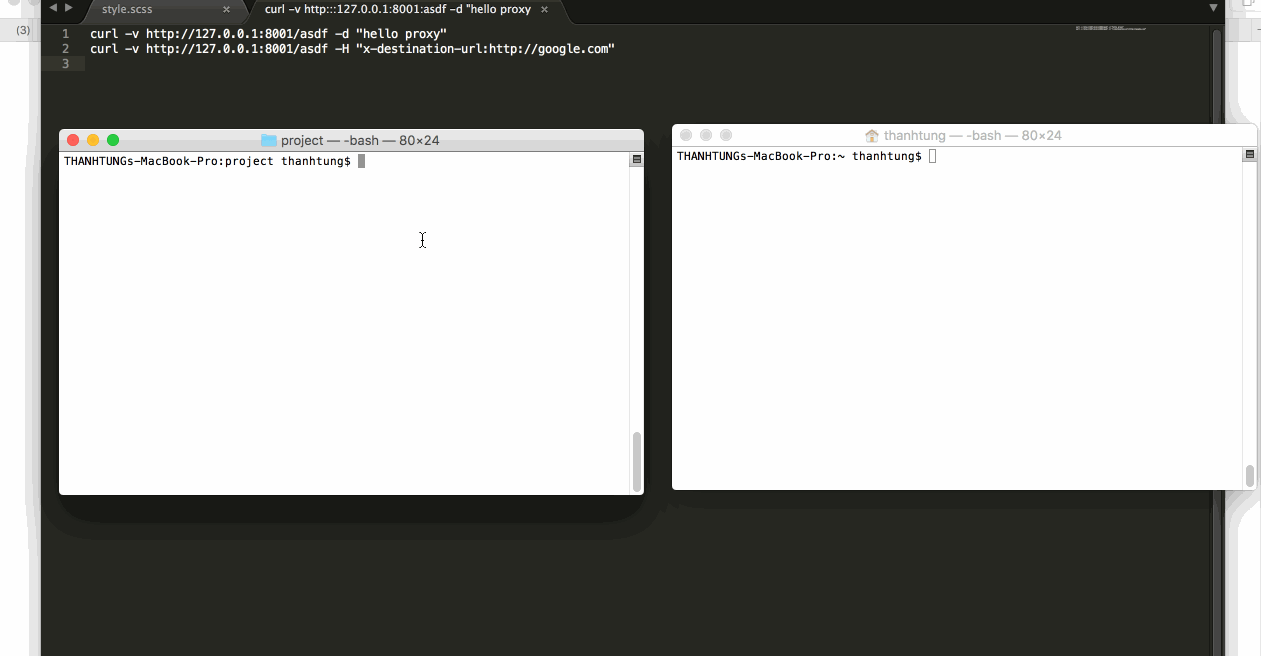 (3)
style.scss
curl -v http:::127.0.0.1:8001:asdf -d "hello proxy
1 curl -v http://127.0.0.1:8001/asdf -d "hello proxy"
2 curl -v http://127.0.0.1:8001/asdf -H "x-destination-url:http://google.com"
3
project — -bash — 80×24
THANHTUNGs-MacBook-Pro:project thanhtung$
thanhtung — -bash — 80×24
THANHTUNGs-MacBook-Pro:~ thanhtung$